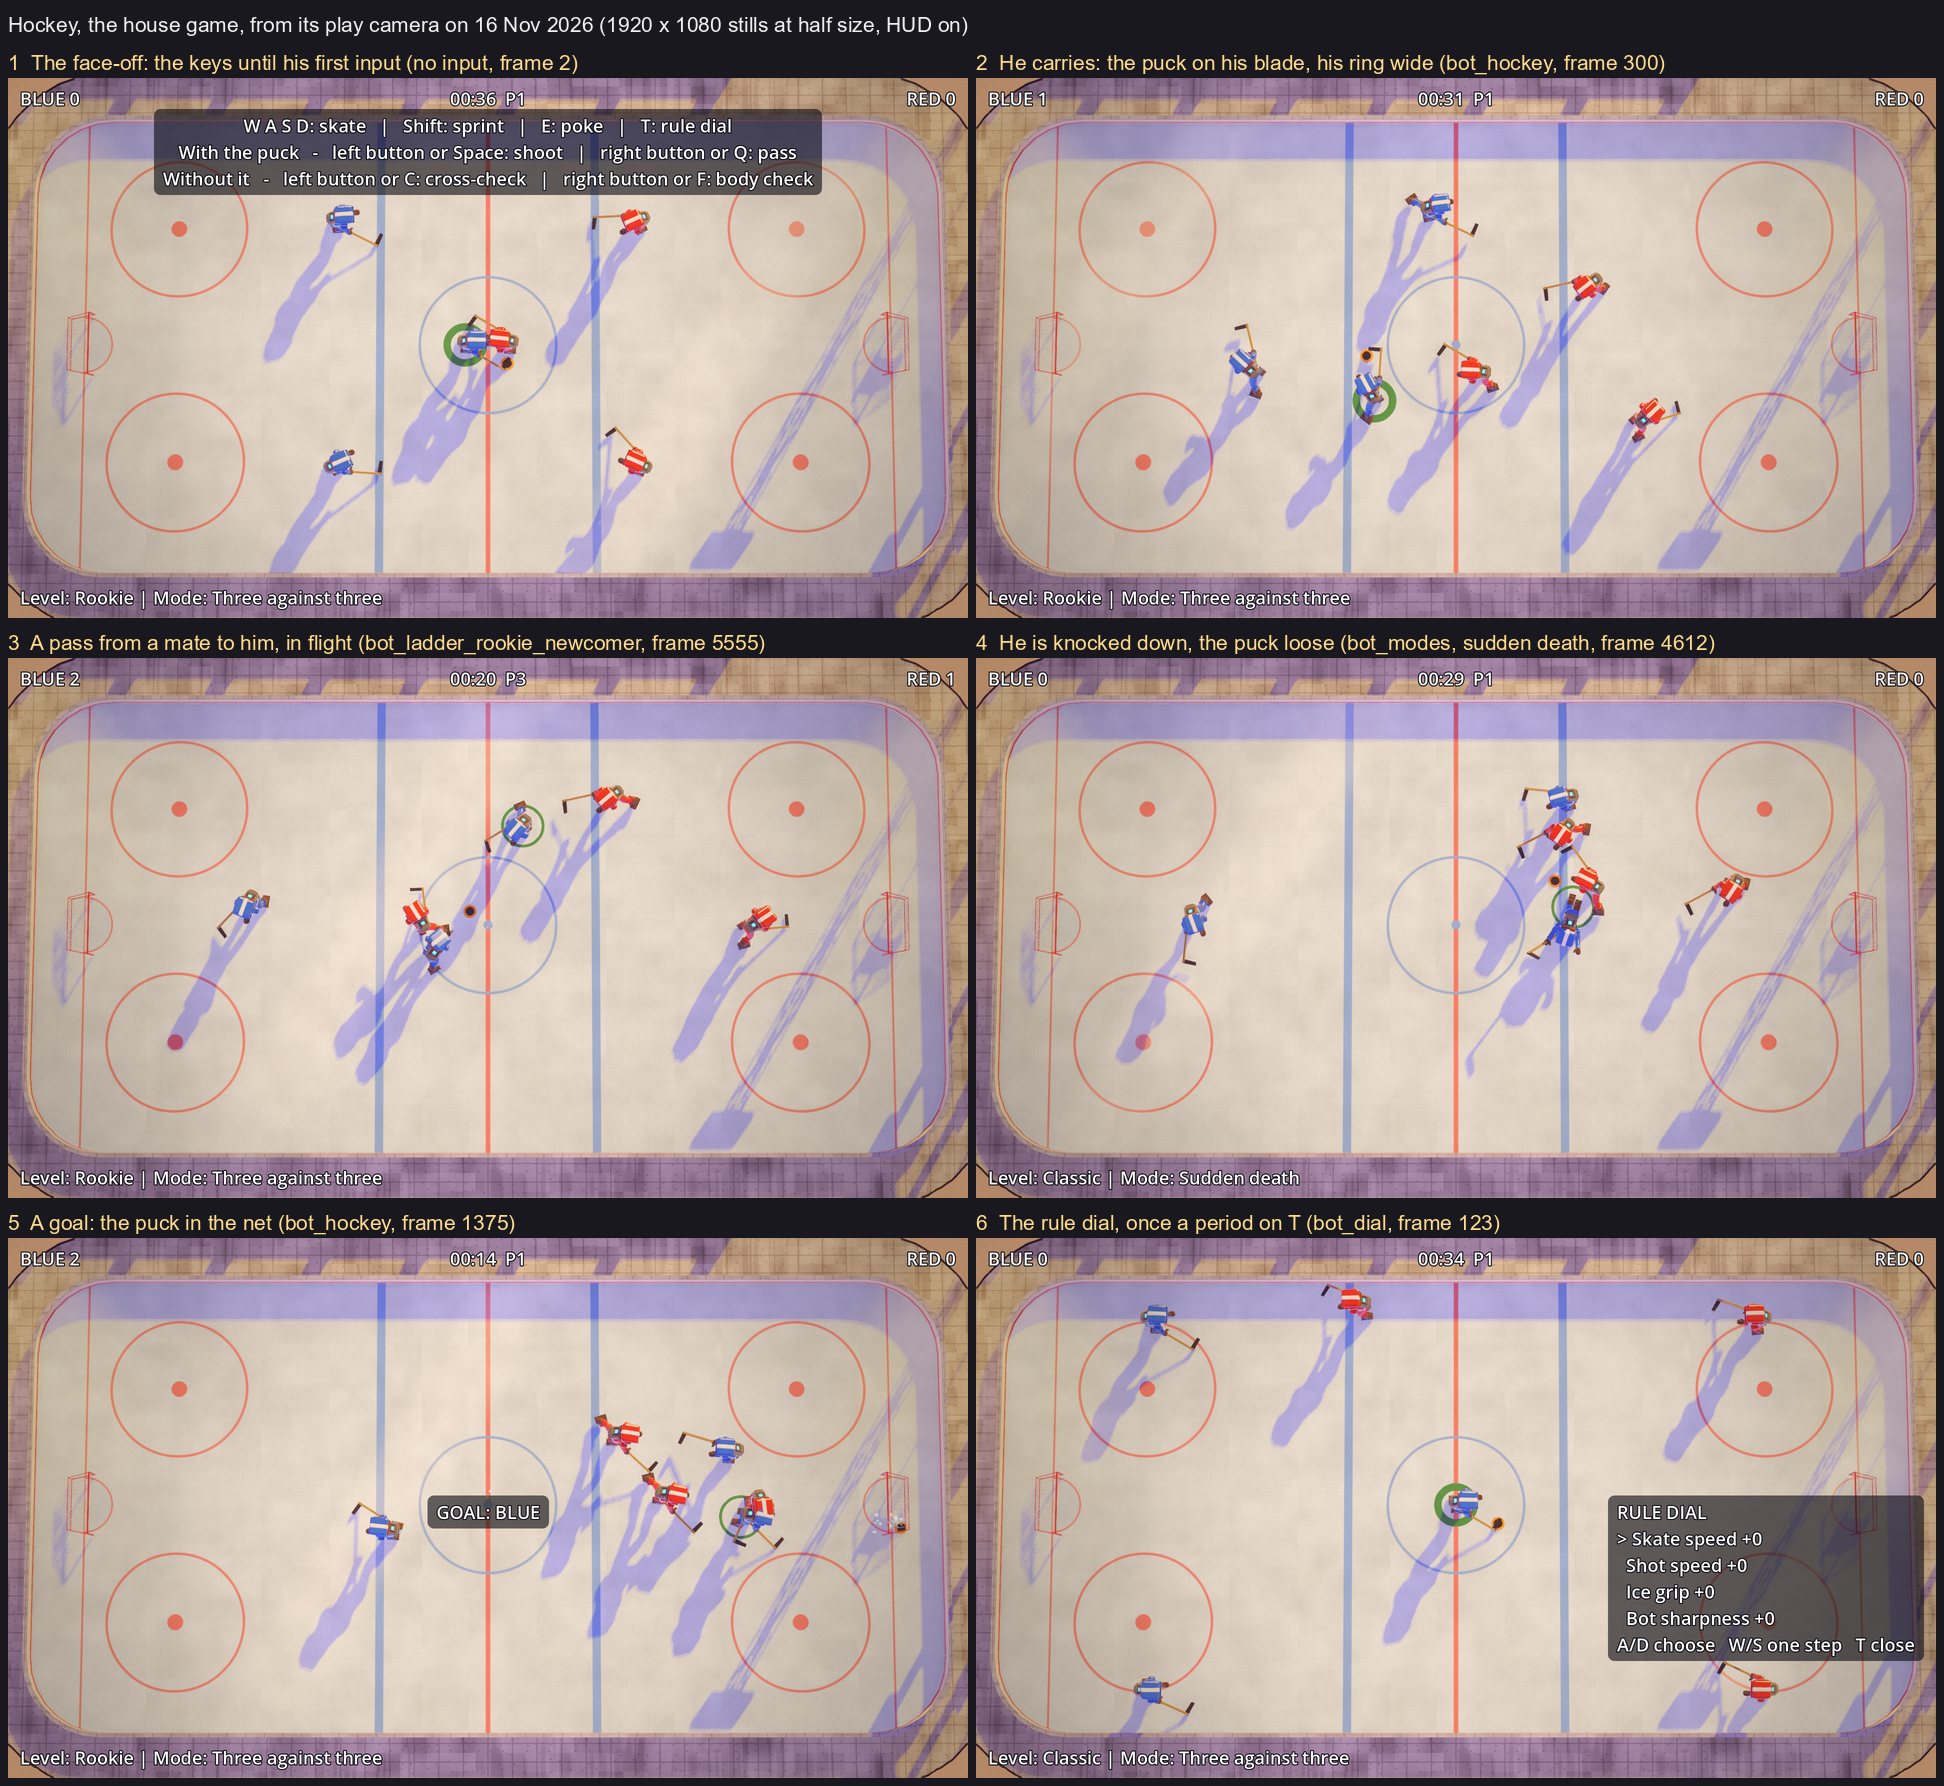 Hockey, the house game, from its play camera on 16 Nov 2026 (1920 x 1080 stills at half size, HUD on)
1 The face-off: the keys until his first input (no input, frame 2)
BLUE 0
00:36 P1
RED 0
W A S D: skate | Shift: sprint | E: poke | T: rule dial
With the puck - left button or Space: shoot | right button or Q: pass
Without it - left button or C: cross-check | right button or F: body check
Level: Rookie | Mode: Three against three
2 He carries: the puck on his blade, his ring wide (bot_hockey, frame 300)
BLUE 1
00:31 P1
RED 0
Level: Rookie | Mode: Three against three
3 A pass from a mate to him, in flight (bot_ladder_rookie_newcomer, frame 5555)
BLUE 2
00:20 P3
RED 1
Level: Rookie | Mode: Three against three
4 He is knocked down, the puck loose (bot_modes, sudden death, frame 4612)
BLUE 0
00:29 P1
RED 0
Level: Classic | Mode: Sudden death
5 A goal: the puck in the net (bot_hockey, frame 1375)
BLUE 2
00:14 P1
RED 0
GOAL: BLUE
Level: Rookie | Mode: Three against three
6 The rule dial, once a period on T (bot_dial, frame 123)
BLUE 0
00:34 P1
RED 0
RULE DIAL
> Skate speed +0
Shot speed +0
Ice grip +0
Bot sharpness +0
A/D choose W/S one step T close
Level: Classic | Mode: Three against three